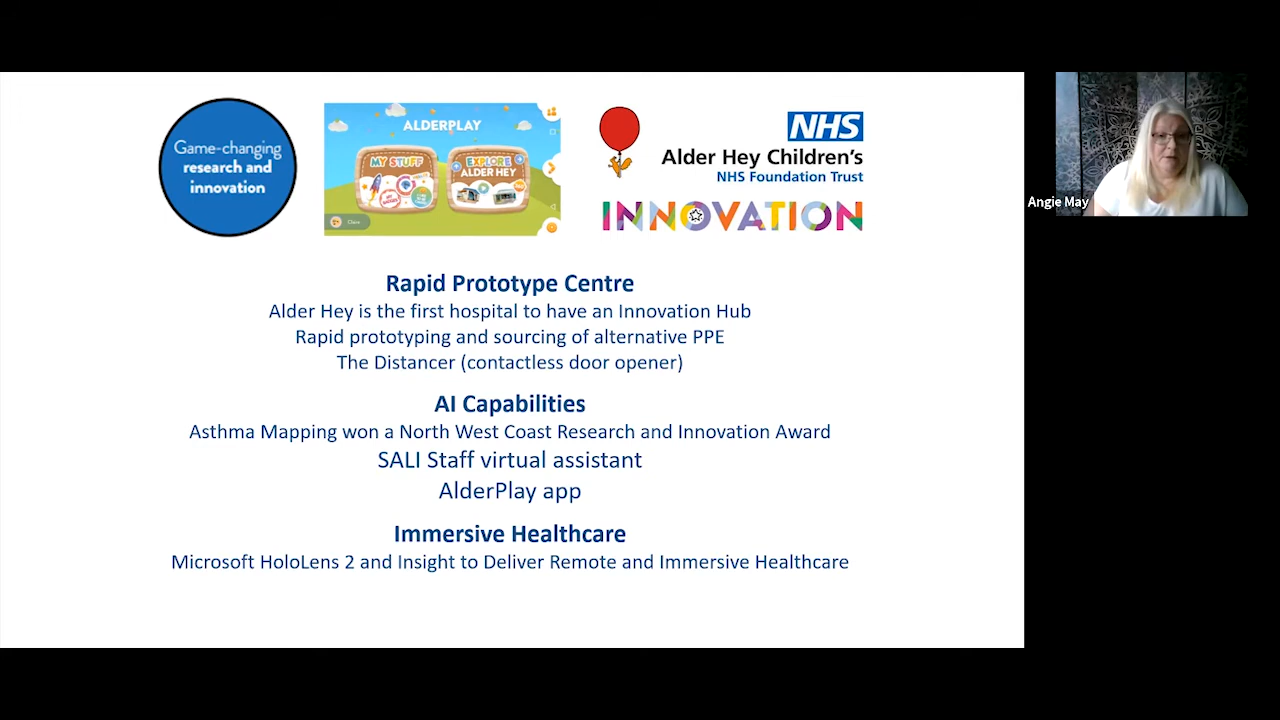 Game-changing
research and
innovation
ALDERPLAY
MY STUFF
EXPLORE
ALDER HEY
Close
NHS
Alder Hey Children's
NHS Foundation Trust
INNOVATION
Angie May
Rapid Prototype Centre
Alder Hey is the first hospital to have an Innovation Hub
Rapid prototyping and sourcing of alternative PPE
The Distancer (contactless door opener)
AI Capabilities
Asthma Mapping won a North West Coast Research and Innovation Award
SALI Staff virtual assistant
AlderPlay app
Immersive Healthcare
Microsoft HoloLens 2 and Insight to Deliver Remote and Immersive Healthcare